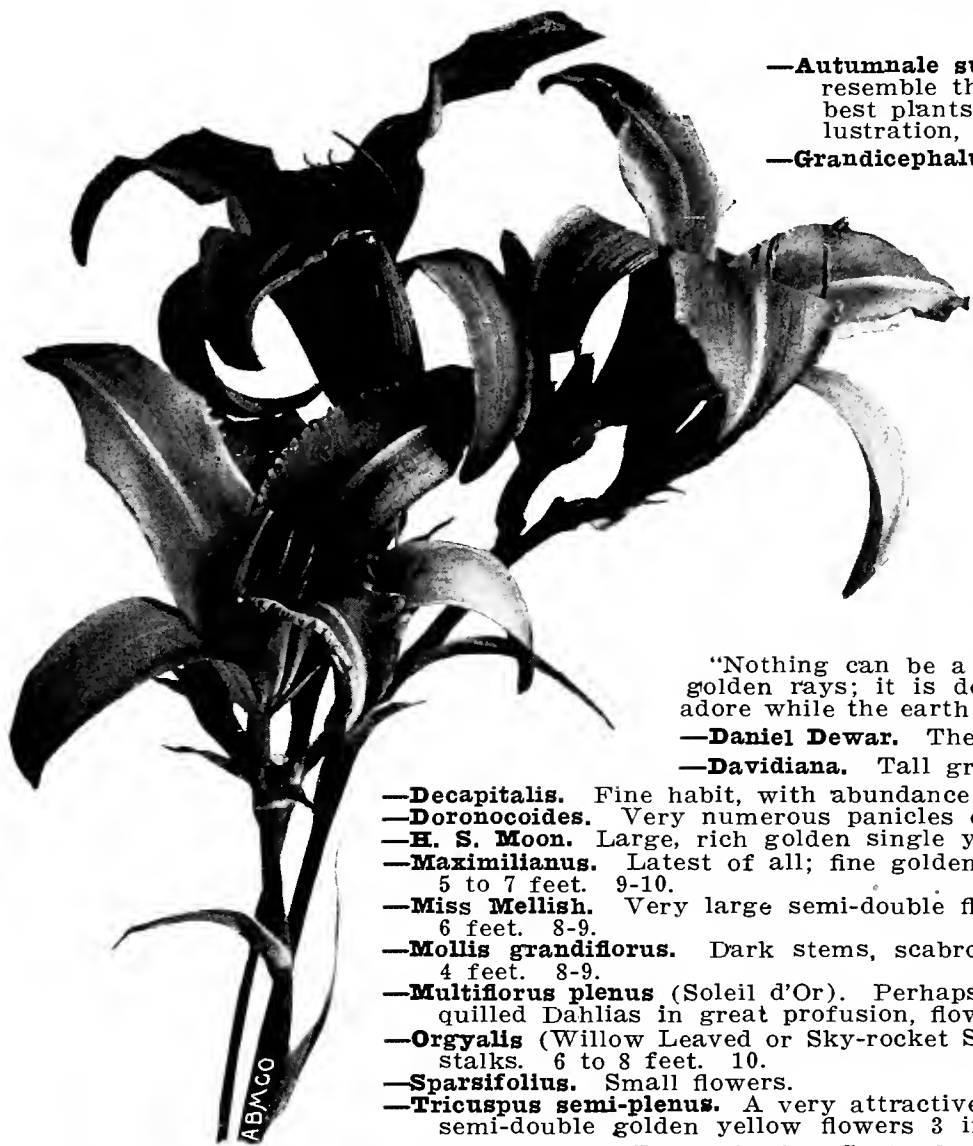 —Autumnale su
resemble th
best plants
lustration,
—Grandicephalu
"Nothing can be a
golden rays; it is de
adore while the earth
—Daniel Dewar. The
—Davidiana. Tall gr
—Decapitalis. Fine habit, with abundance
—Doronocoides. Very numerous panicles
—H. S. Moon. Large, rich golden single y
—Maximilianus. Latest of all; fine golden
5 to 7 feet. 9-10.
—Miss Mellish. Very large semi-double fl
6 feet. 8-9.
—Mollis grandiflorus. Dark stems, scabro
4 feet. 8-9.
—Multiflorus plenus (Soleil d'Or). Perhaps
quilled Dahlias in great profusion, flow
—Orgyalis (Willow Leaved or Sky-rocket S
stalks. 6 to 8 feet. 10.
—Sparsifolius. Small flowers.
—Tricuspus semi-plenus. A very attractive
semi-double golden yellow flowers 3 i
ABMCO